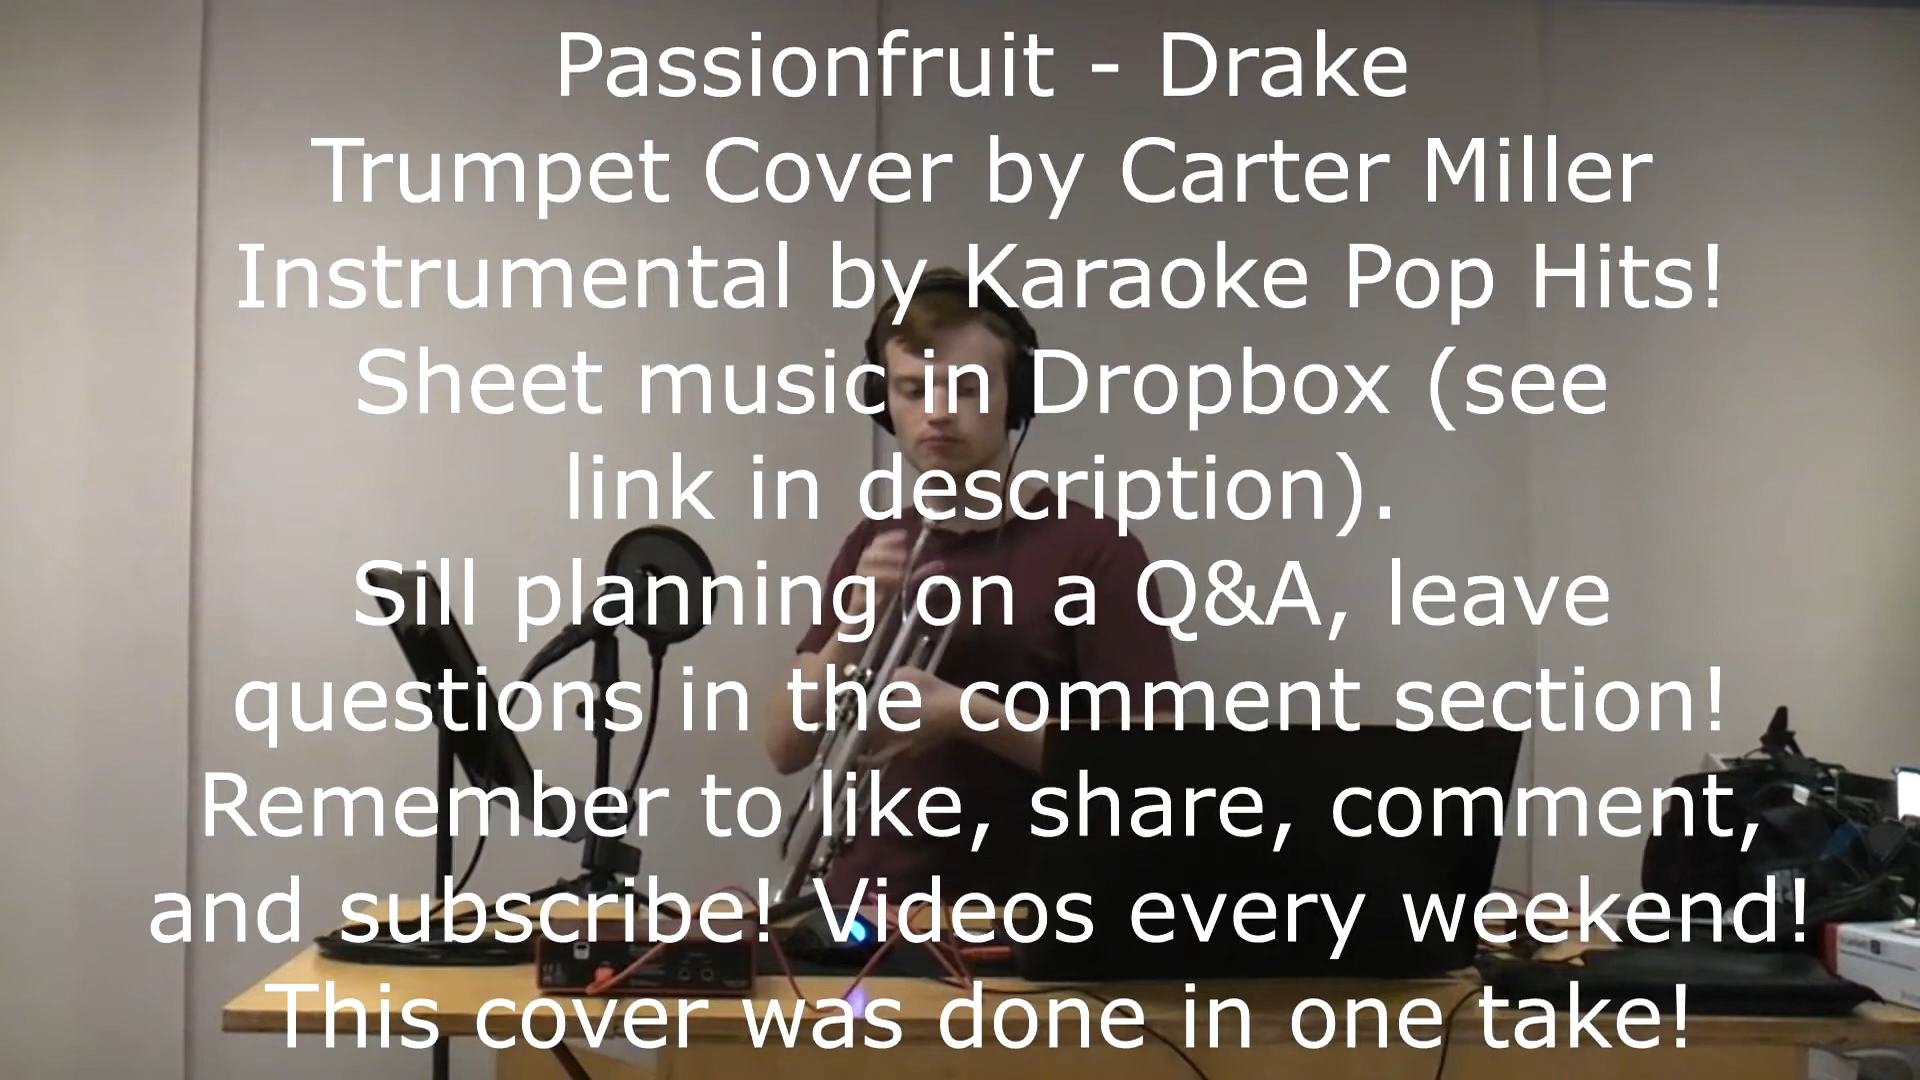 Passionfruit - Drake
Trumpet Cover by Carter Miller
Instrumental by Karaoke Pop Hits!
Sheet music in Dropbox (see
link in description).
Sill planning on a Q&A, leave
questions in the comment section!
Remember to like, share, comment,
and subscribe! Videos every weekend!
This cover was done in one take!